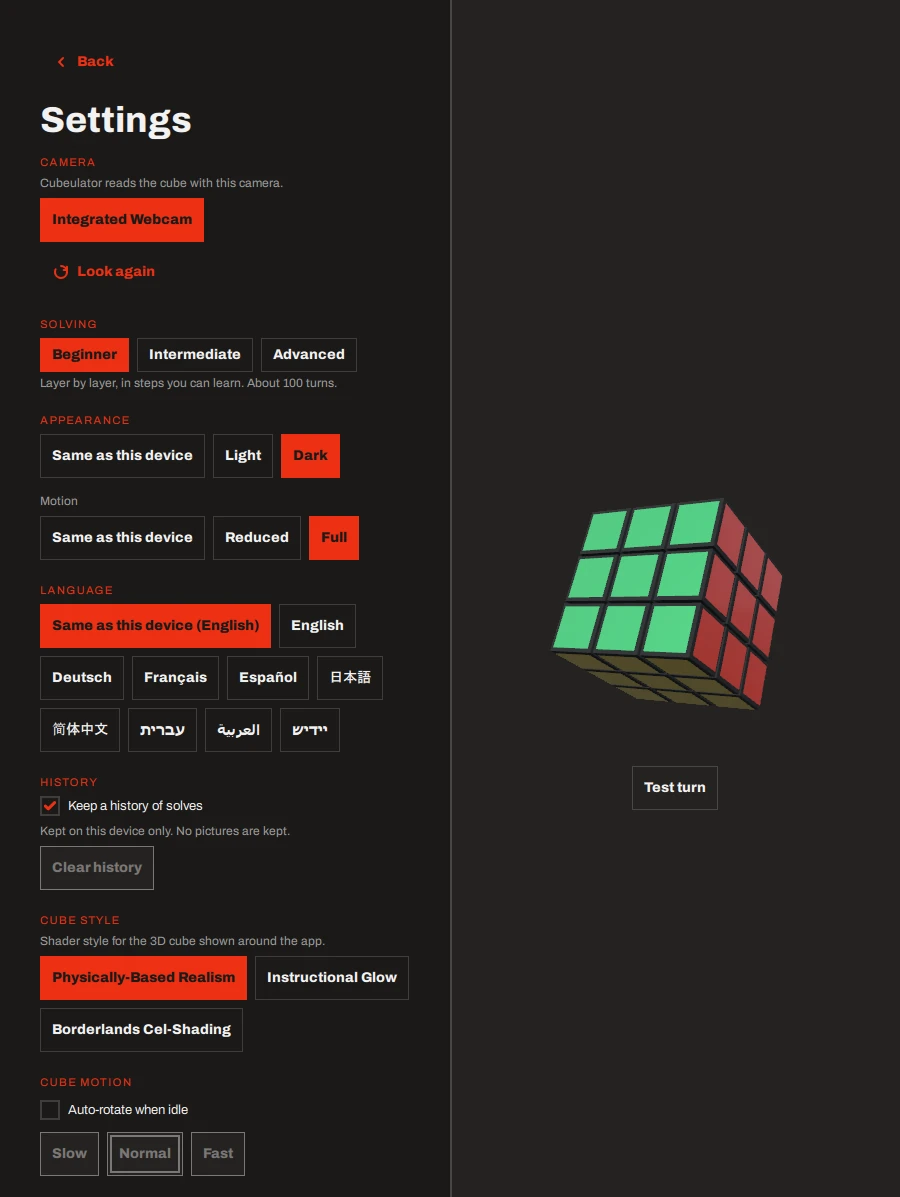 Back
Settings
CAMERA
Cubeulator reads the cube with this camera.
Integrated Webcam
Look again
SOLVING
Beginner Intermediate Advanced
Layer by layer, in steps you can learn. About 100 turns.
APPEARANCE
Same as this device Light Dark
Motion
Same as this device Reduced Full
LANGUAGE
Same as this device (English) English
Deutsch Français Español 日本語
简体中文 עברית العربية ייִדיש
HISTORY
Keep a history of solves
Kept on this device only. No pictures are kept.
Clear history
CUBE STYLE
Shader style for the 3D cube shown around the app.
Physically-Based Realism Instructional Glow
Borderlands Cel-Shading
CUBE MOTION
Auto-rotate when idle
Slow Normal Fast
Test turn